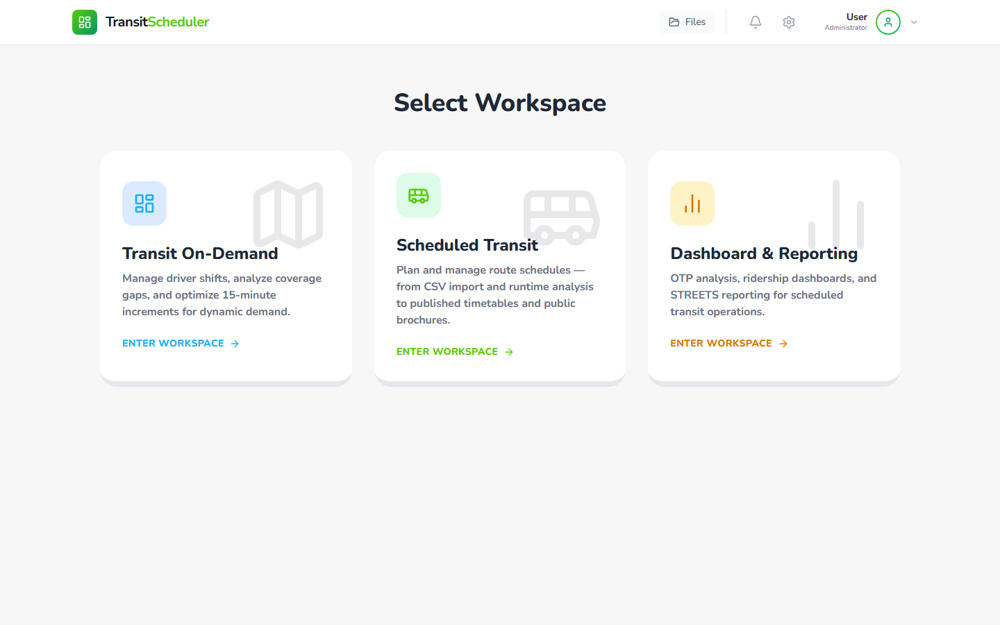 TransitScheduler
Files
User
Administrator
Select Workspace
Transit On-Demand
Manage driver shifts, analyze coverage
gaps, and optimize 15-minute
increments for dynamic demand.
ENTER WORKSPACE
Scheduled Transit
Plan and manage route schedules —
from CSV import and runtime analysis
to published timetables and public
brochures.
ENTER WORKSPACE
Dashboard & Reporting
OTP analysis, ridership dashboards, and
STREETS reporting for scheduled
transit operations.
ENTER WORKSPACE